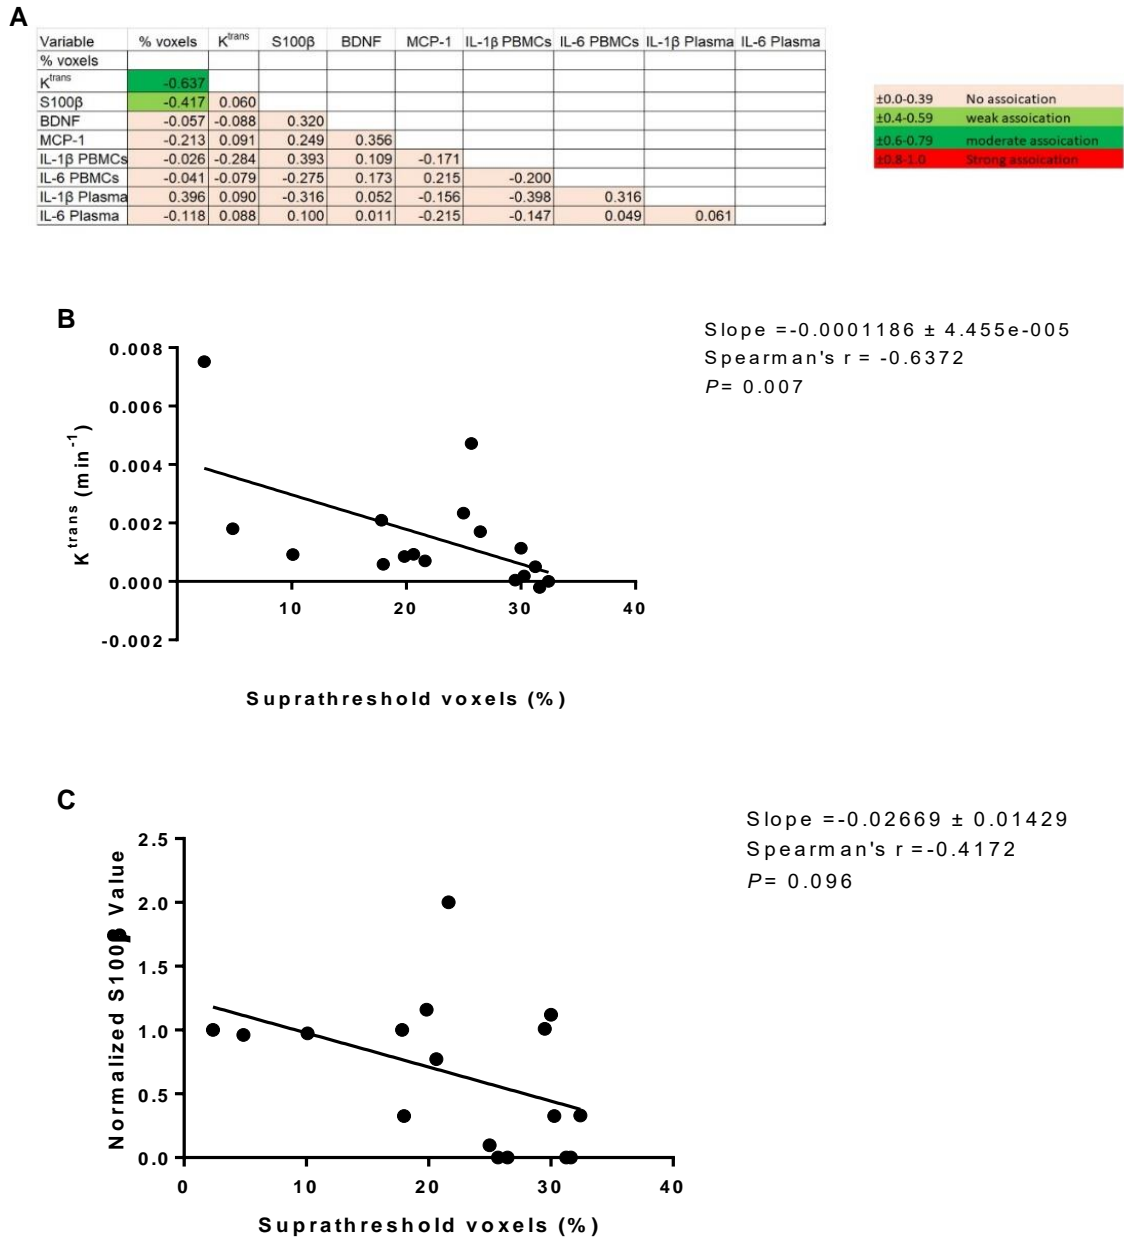 A
Variable % voxels Ktrans S100β BDNF MCP-1 IL-1β PBMCs IL-6 PBMCs IL-1β Plasma IL-6 Plasma
% voxels
Ktrans -0.637
S100β -0.417 0.060
BDNF -0.057 -0.088 0.320
MCP-1 -0.213 0.091 0.249 0.356
IL-1β PBMCs -0.026 -0.284 0.393 0.109 -0.171
IL-6 PBMCs -0.041 -0.079 -0.275 0.173 0.215 -0.200
IL-1β Plasma 0.396 0.090 -0.316 0.052 -0.156 -0.398 0.316
IL-6 Plasma -0.118 0.088 0.100 0.011 -0.215 -0.147 0.049 0.061
±0.0-0.39 No assoication
±0.4-0.59 weak assoication
±0.6-0.79 moderate assoication
±0.8-1.0 Strong assoication
B
Slope =-0.0001186 ± 4.455e-005
Spearman's r = -0.6372
P= 0.007
0.008
0.006
0.004
0.002
0.000
-0.002
Ktrans (min-1)
10 20 30 40
Suprathreshold voxels (%)
C
Slope =-0.02669 ± 0.01429
Spearman's r =-0.4172
P= 0.096
2.5
2.0
1.5
1.0
0.5
0.0
Normalized S100β Value
0 10 20 30 40
Suprathreshold voxels (%)